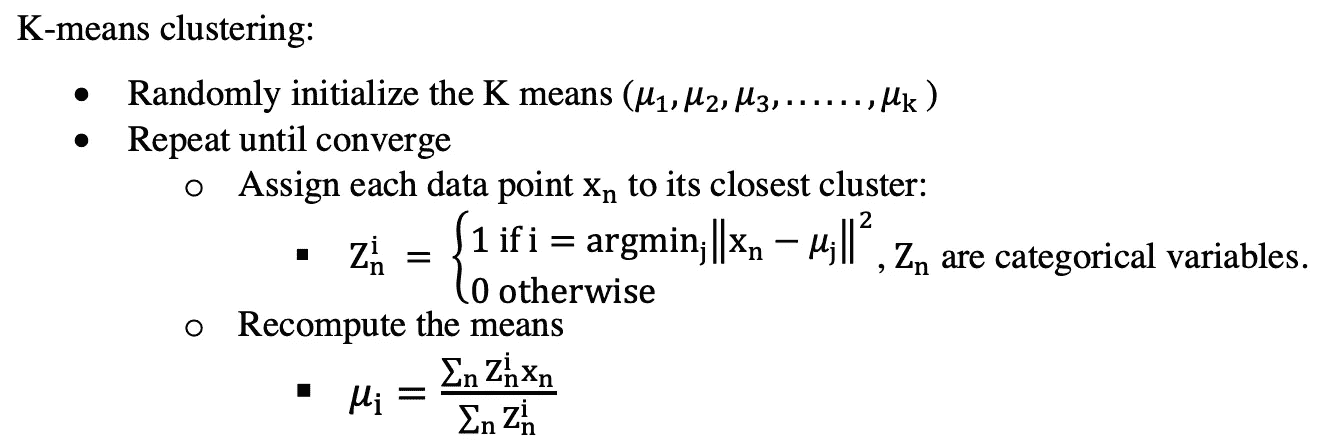 K-means clustering:
• Randomly initialize the K means (μ₁, μ₂, μ₃, ……, μₖ )
• Repeat until converge
o Assign each data point xₙ to its closest cluster:
▪ Zₙⁱ = {1 if i = argminⱼ‖xₙ − μⱼ‖² , Zₙ are categorical variables.
0 otherwise
o Recompute the means
▪ μᵢ = ∑ₙ Zₙⁱxₙ / ∑ₙ Zₙⁱ